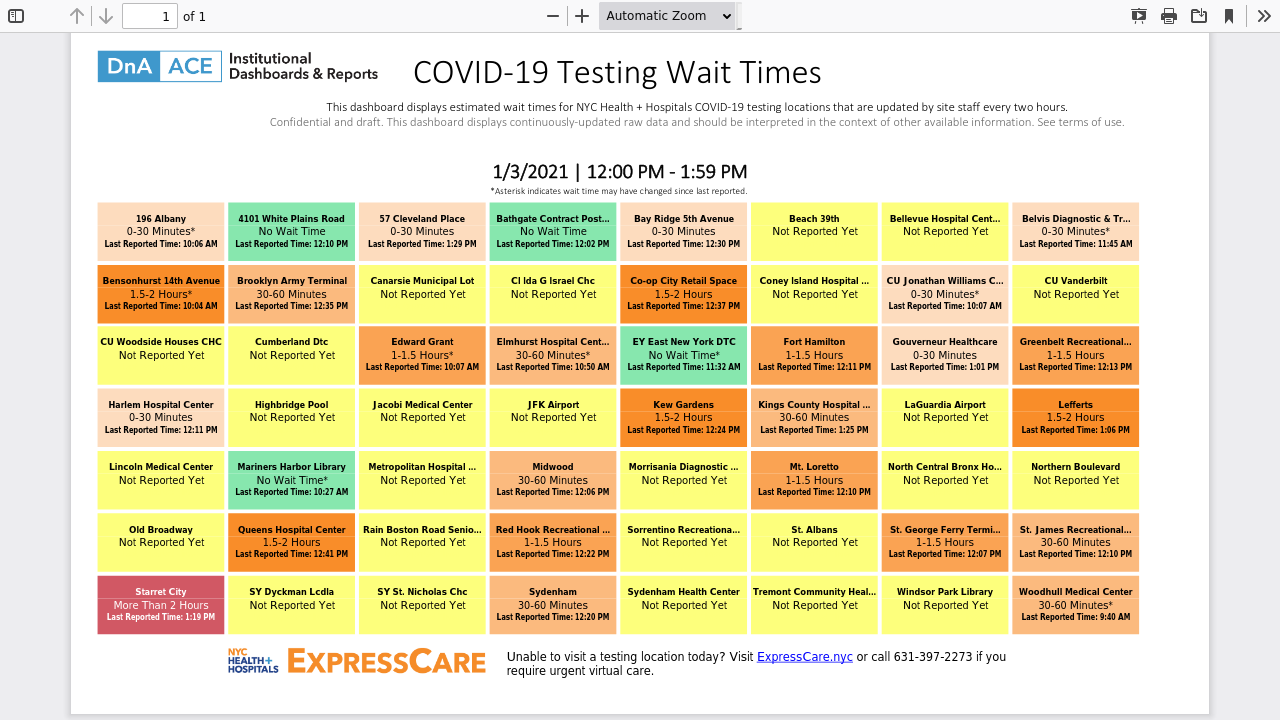 1
of 1
Automatic Zoom
DnA ACE
Institutional
Dashboards & Reports
COVID-19 Testing Wait Times
This dashboard displays estimated wait times for NYC Health + Hospitals COVID-19 testing locations that are updated by site staff every two hours.
Confidential and draft. This dashboard displays continuously-updated raw data and should be interpreted in the context of other available information. See terms of use.
1/3/2021 | 12:00 PM - 1:59 PM
*Asterisk indicates wait time may have changed since last reported.
196 Albany
0-30 Minutes*
Last Reported Time: 10:06 AM
4101 White Plains Road
No Wait Time
Last Reported Time: 12:10 PM
57 Cleveland Place
0-30 Minutes
Last Reported Time: 1:29 PM
Bathgate Contract Post...
No Wait Time
Last Reported Time: 12:02 PM
Bay Ridge 5th Avenue
0-30 Minutes
Last Reported Time: 12:30 PM
Beach 39th
Not Reported Yet
Bellevue Hospital Cent...
Not Reported Yet
Belvis Diagnostic & Tr...
0-30 Minutes*
Last Reported Time: 11:45 AM
Bensonhurst 14th Avenue
1.5-2 Hours*
Last Reported Time: 10:04 AM
Brooklyn Army Terminal
30-60 Minutes
Last Reported Time: 12:35 PM
Canarsie Municipal Lot
Not Reported Yet
CI Ida G Israel Chc
Not Reported Yet
Co-op City Retail Space
1.5-2 Hours
Last Reported Time: 12:37 PM
Coney Island Hospital ...
Not Reported Yet
CU Jonathan Williams C...
0-30 Minutes*
Last Reported Time: 10:07 AM
CU Vanderbilt
Not Reported Yet
CU Woodside Houses CHC
Not Reported Yet
Cumberland Dtc
Not Reported Yet
Edward Grant
1-1.5 Hours*
Last Reported Time: 10:07 AM
Elmhurst Hospital Cent...
30-60 Minutes*
Last Reported Time: 10:50 AM
EY East New York DTC
No Wait Time*
Last Reported Time: 11:32 AM
Fort Hamilton
1-1.5 Hours
Last Reported Time: 12:11 PM
Gouverneur Healthcare
0-30 Minutes
Last Reported Time: 1:01 PM
Greenbelt Recreational...
1-1.5 Hours
Last Reported Time: 12:13 PM
Harlem Hospital Center
0-30 Minutes
Last Reported Time: 12:11 PM
Highbridge Pool
Not Reported Yet
Jacobi Medical Center
Not Reported Yet
JFK Airport
Not Reported Yet
Kew Gardens
1.5-2 Hours
Last Reported Time: 12:24 PM
Kings County Hospital ...
30-60 Minutes
Last Reported Time: 1:25 PM
LaGuardia Airport
Not Reported Yet
Lefferts
1.5-2 Hours
Last Reported Time: 1:06 PM
Lincoln Medical Center
Not Reported Yet
Mariners Harbor Library
No Wait Time*
Last Reported Time: 10:27 AM
Metropolitan Hospital ...
Not Reported Yet
Midwood
30-60 Minutes
Last Reported Time: 12:06 PM
Morrisania Diagnostic ...
Not Reported Yet
Mt. Loretto
1-1.5 Hours
Last Reported Time: 12:10 PM
North Central Bronx Ho...
Not Reported Yet
Northern Boulevard
Not Reported Yet
Old Broadway
Not Reported Yet
Queens Hospital Center
1.5-2 Hours
Last Reported Time: 12:41 PM
Rain Boston Road Senio...
Not Reported Yet
Red Hook Recreational ...
1-1.5 Hours
Last Reported Time: 12:22 PM
Sorrentino Recreationa...
Not Reported Yet
St. Albans
Not Reported Yet
St. George Ferry Termi...
1-1.5 Hours
Last Reported Time: 12:07 PM
St. James Recreational...
30-60 Minutes
Last Reported Time: 12:10 PM
Starret City
More Than 2 Hours
Last Reported Time: 1:19 PM
SY Dyckman Lcdla
Not Reported Yet
SY St. Nicholas Chc
Not Reported Yet
Sydenham
30-60 Minutes
Last Reported Time: 12:20 PM
Sydenham Health Center
Not Reported Yet
Tremont Community Heal...
Not Reported Yet
Windsor Park Library
Not Reported Yet
Woodhull Medical Center
30-60 Minutes*
Last Reported Time: 9:40 AM
NYC
HEALTH+
HOSPITALS
EXPRESSCARE
Unable to visit a testing location today? Visit ExpressCare.nyc or call 631-397-2273 if you
require urgent virtual care.